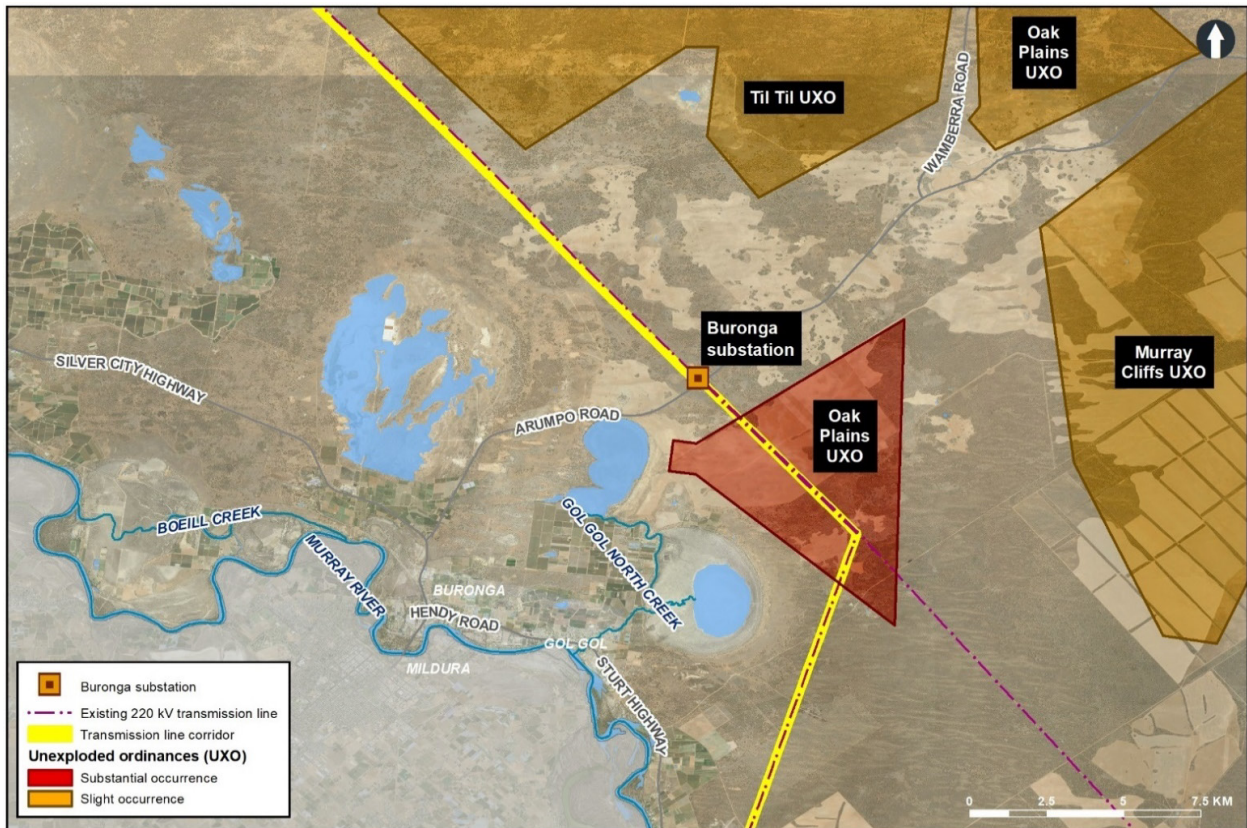 Oak
Plains
UXO
Til Til UXO
WAMBERRA ROAD
Buronga
substation
Murray
Cliffs UXO
SILVER CITY HIGHWAY
ARUMPO ROAD
Oak
Plains
UXO
BOEILL CREEK
GOL GOL NORTH CREEK
MURRAY RIVER
BURONGA
HENDY ROAD
GOL GOL
MILDURA
STURT HIGHWAY
Buronga substation
Existing 220 kV transmission line
Transmission line corridor
Unexploded ordinances (UXO)
Substantial occurrence
Slight occurrence
0 2.5 5 7.5 KM